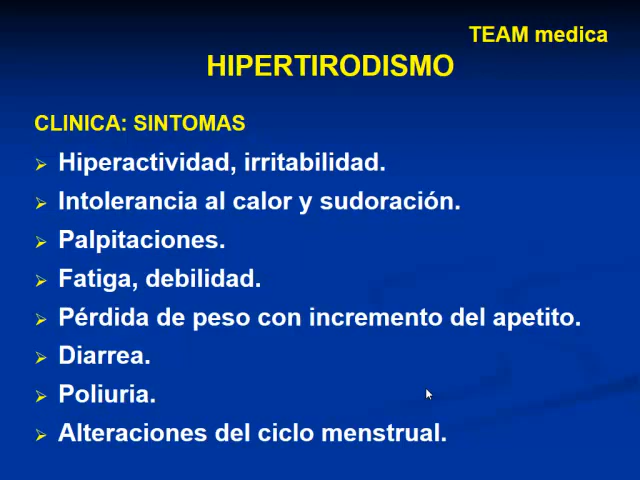 TEAM medica
HIPERTIRODISMO
CLINICA: SINTOMAS
Hiperactividad, irritabilidad.
Intolerancia al calor y sudoración.
Palpitaciones.
Fatiga, debilidad.
Pérdida de peso con incremento del apetito.
Diarrea.
Poliuria.
Alteraciones del ciclo menstrual.